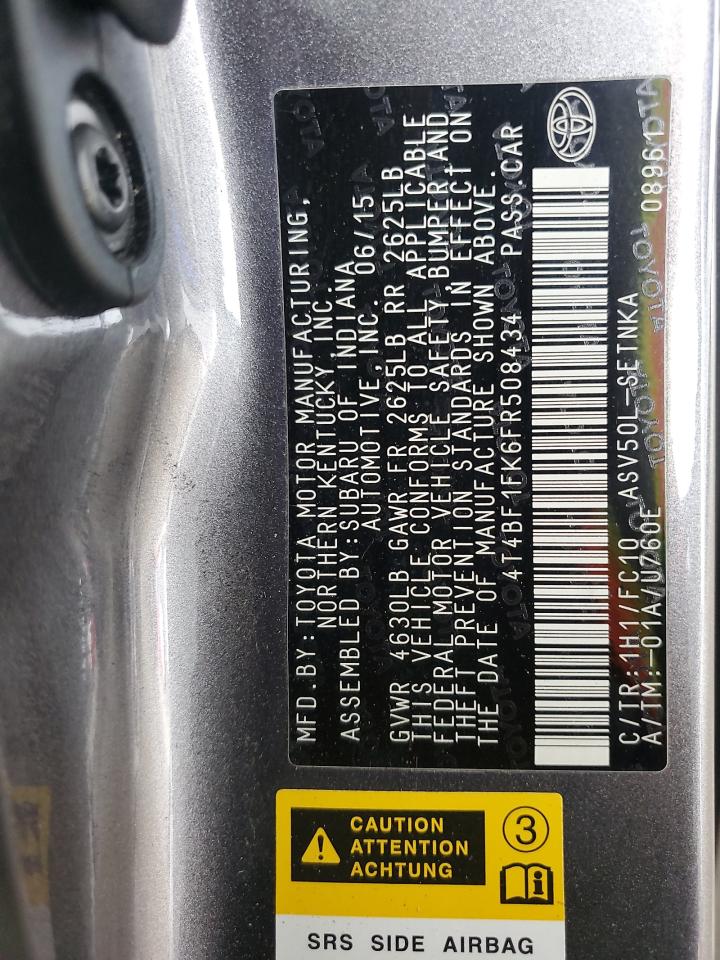 MFD.BY:TOYOTA MOTOR MANUFACTURING,
NORTHERN KENTUCKY INC.
ASSEMBLED BY:SUBARU OF INDIANA
AUTOMOTIVE INC. 06/15
GVWR 4630LB GAWR FR 2625LB RR 2625LB
THIS VEHICLE CONFORMS TO ALL APPLICABLE
FEDERAL MOTOR VEHICLE SAFETY BUMPER AND
THEFT PREVENTION STANDARDS IN EFFECT ON
THE DATE OF MANUFACTURE SHOWN ABOVE.
4T4BF1FK6FR508434 PASS.CAR
C/TR:1H1/FC10 ASV50L-SETNKA
A/TM:-01A/U760E 08961
CAUTION
ATTENTION
ACHTUNG
3
SRS SIDE AIRBAG